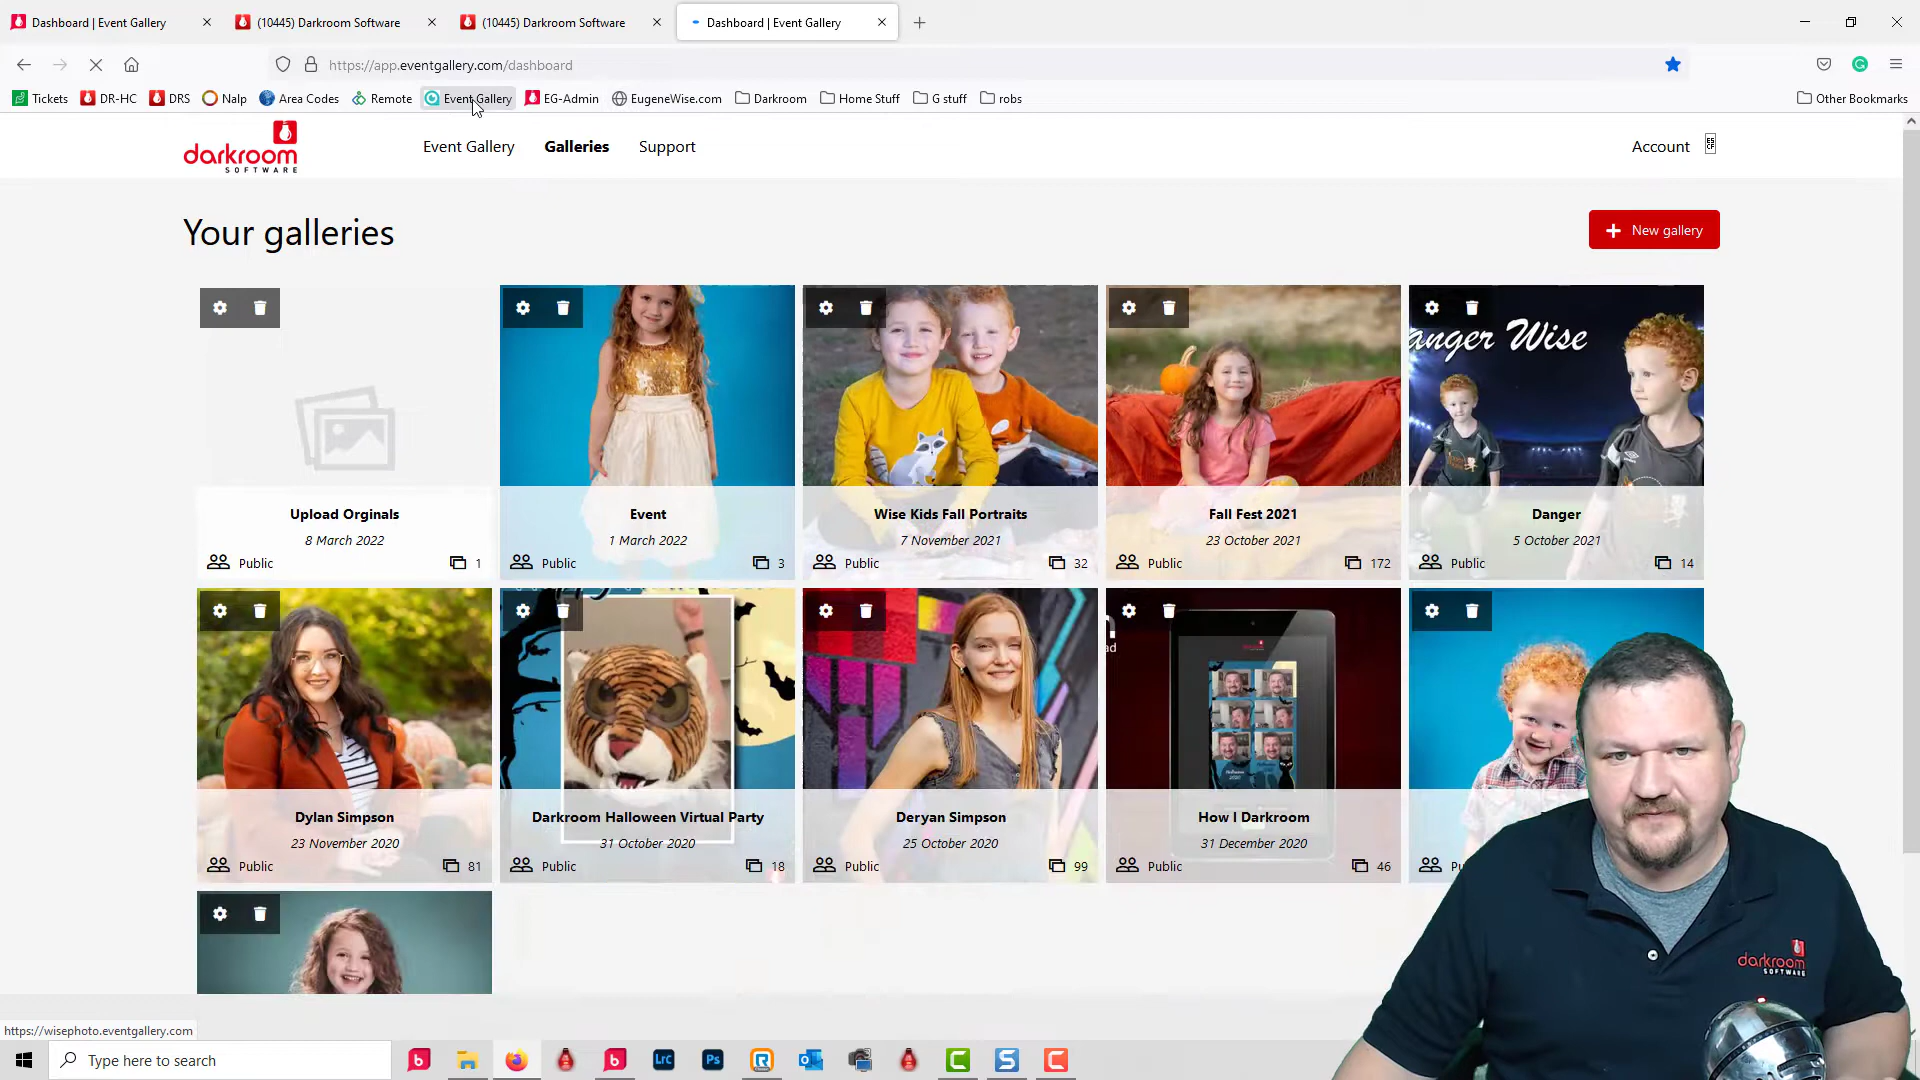 Dashboard | Event Gallery
(10445) Darkroom Software
(10445) Darkroom Software
Dashboard | Event Gallery
https://app.eventgallery.com/dashboard
Tickets DR-HC DRS Nalp Area Codes Remote Event Gallery EG-Admin EugeneWise.com Darkroom Home Stuff G stuff robs Other Bookmarks
darkroom
SOFTWARE
Event Gallery Galleries Support Account
Your galleries
New gallery
anger Wise
Upload Orginals
8 March 2022
Public 1
Event
1 March 2022
Public 3
Wise Kids Fall Portraits
7 November 2021
Public 32
Fall Fest 2021
23 October 2021
Public 172
Danger
5 October 2021
Public 14
Dylan Simpson
23 November 2020
Public 81
Darkroom Halloween Virtual Party
31 October 2020
Public 18
Deryan Simpson
25 October 2020
Public 99
How I Darkroom
31 December 2020
Public 46
darkroom
SOFTWARE
https://wisephoto.eventgallery.com
Type here to search